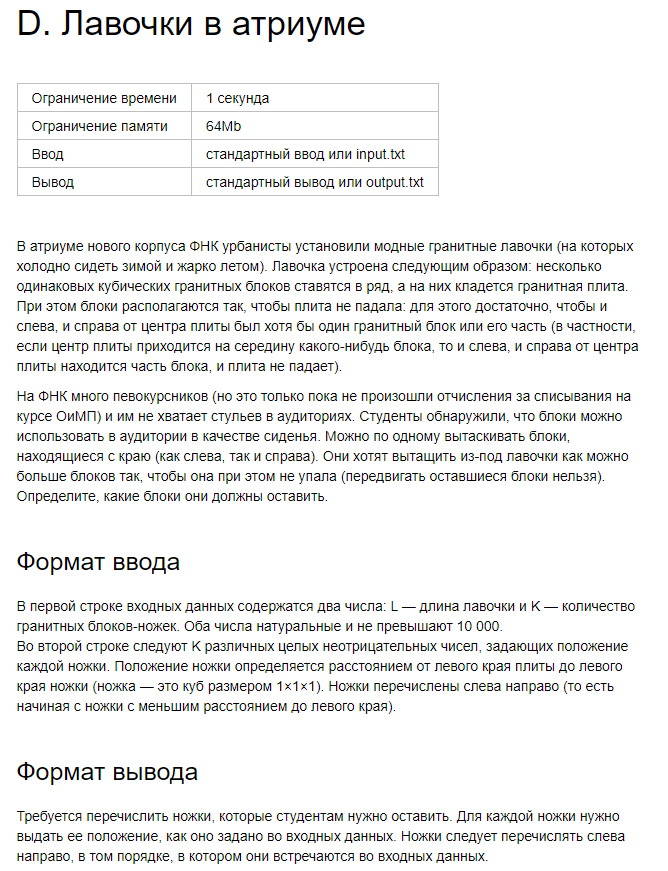 D. Лавочки в атриуме
Ограничение времени 1 секунда
Ограничение памяти 64Mb
Ввод стандартный ввод или input.txt
Вывод стандартный вывод или output.txt
В атриуме нового корпуса ФНК урбанисты установили модные гранитные лавочки (на которых
холодно сидеть зимой и жарко летом). Лавочка устроена следующим образом: несколько
одинаковых кубических гранитных блоков ставятся в ряд, а на них кладется гранитная плита.
При этом блоки располагаются так, чтобы плита не падала: для этого достаточно, чтобы и
слева, и справа от центра плиты был хотя бы один гранитный блок или его часть (в частности,
если центр плиты приходится на середину какого-нибудь блока, то и слева, и справа от центра
плиты находится часть блока, и плита не падает).
На ФНК много певокурсников (но это только пока не произошли отчисления за списывания на
курсе ОиМП) и им не хватает стульев в аудиториях. Студенты обнаружили, что блоки можно
использовать в аудитории в качестве сиденья. Можно по одному вытаскивать блоки,
находящиеся с краю (как слева, так и справа). Они хотят вытащить из-под лавочки как можно
больше блоков так, чтобы она при этом не упала (передвигать оставшиеся блоки нельзя).
Определите, какие блоки они должны оставить.
Формат ввода
В первой строке входных данных содержатся два числа: L — длина лавочки и K — количество
гранитных блоков-ножек. Оба числа натуральные и не превышают 10 000.
Во второй строке следуют K различных целых неотрицательных чисел, задающих положение
каждой ножки. Положение ножки определяется расстоянием от левого края плиты до левого
края ножки (ножка — это куб размером 1×1×1). Ножки перечислены слева направо (то есть
начиная с ножки с меньшим расстоянием до левого края).
Формат вывода
Требуется перечислить ножки, которые студентам нужно оставить. Для каждой ножки нужно
выдать ее положение, как оно задано во входных данных. Ножки следует перечислять слева
направо, в том порядке, в котором они встречаются во входных данных.